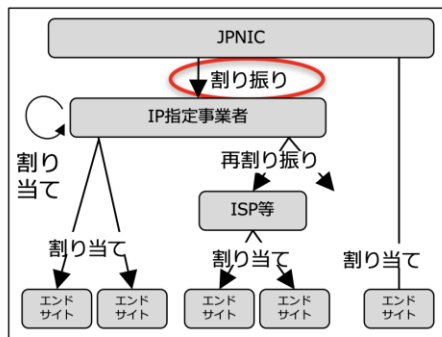 JPNIC
割り振り
IP指定事業者
割り
当て
再割り振り
ISP等
割り当て
割り当て
割り当て
エンド
サイト
エンド
サイト
エンド
サイト
エンド
サイト
エンド
サイト